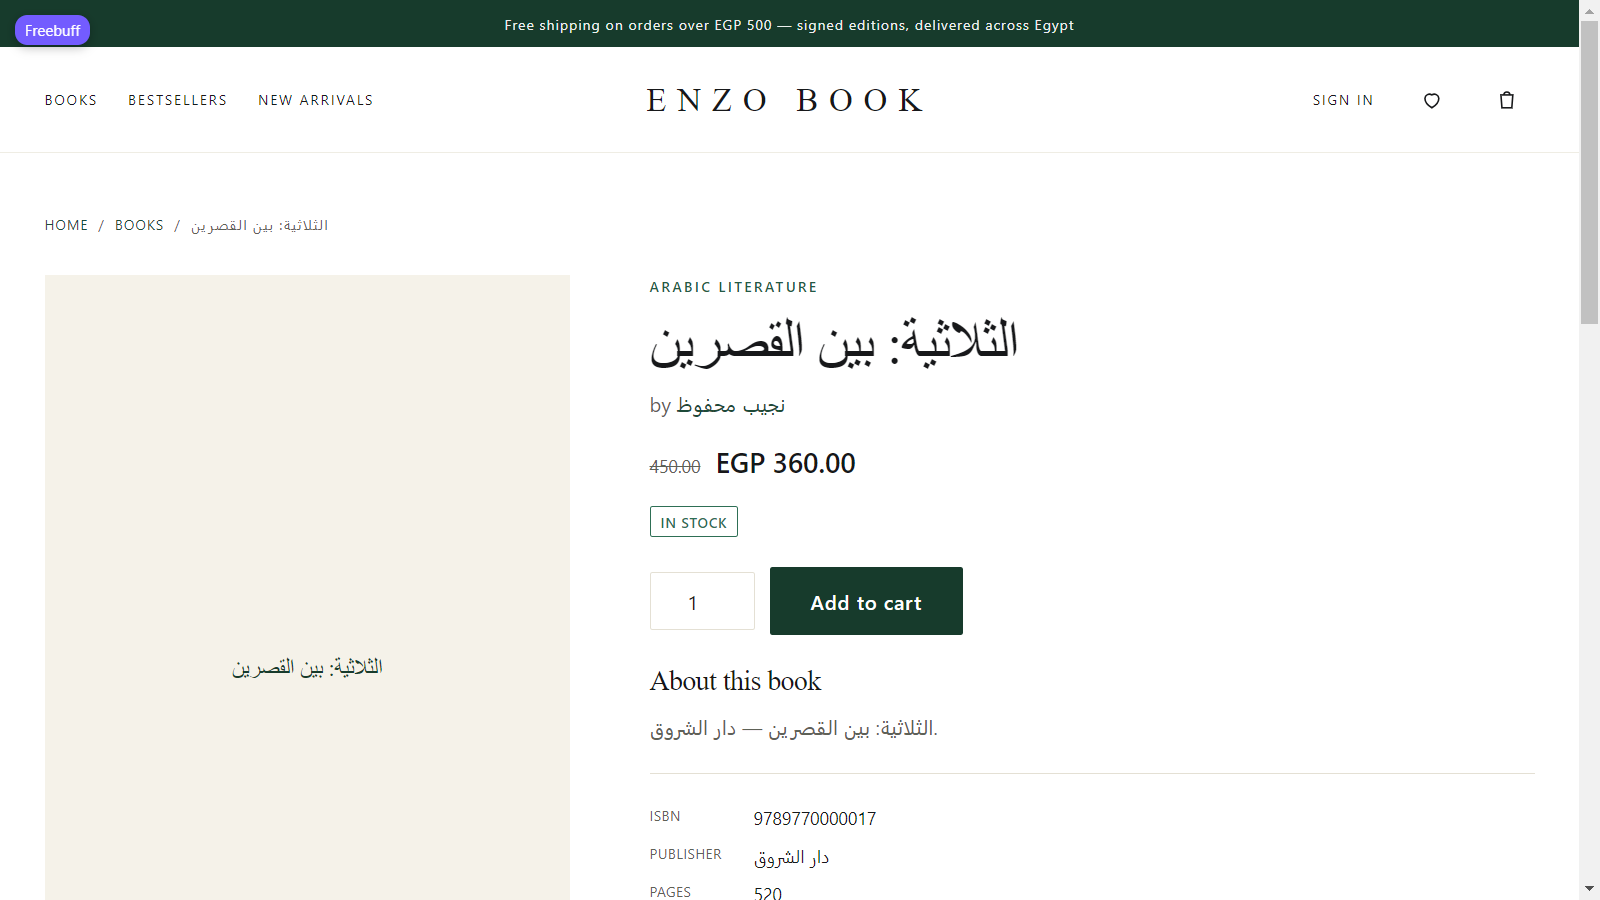 Free shipping on orders over EGP 500 — signed editions, delivered across Egypt
Freebuff
BOOKS BESTSELLERS NEW ARRIVALS
ENZO BOOK
SIGN IN
HOME / BOOKS / الثلاثية: بين القصرين
الثلاثية: بين القصرين
ARABIC LITERATURE
الثلاثية: بين القصرين
by نجيب محفوظ
450.00 EGP 360.00
IN STOCK
1 Add to cart
About this book
الثلاثية: بين القصرين — دار الشروق.
ISBN 9789770000017
PUBLISHER دار الشروق
PAGES 520